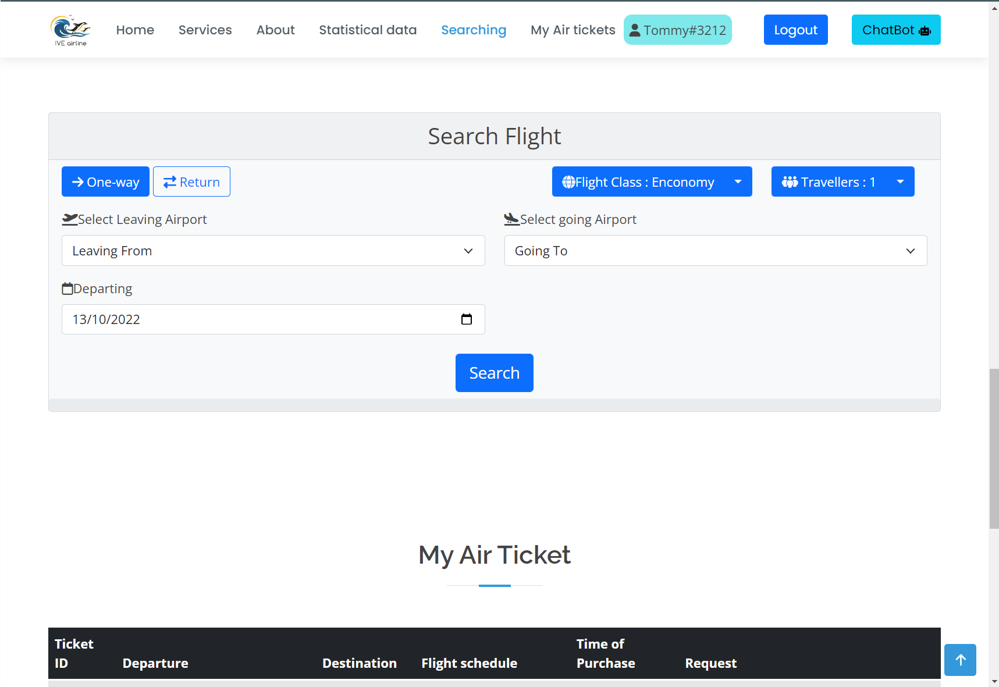 IVE airline
Home Services About Statistical data Searching My Air tickets Tommy#3212 Logout ChatBot
Search Flight
One-way Return Flight Class : Enconomy Travellers : 1
Select Leaving Airport Select going Airport
Leaving From Going To
Departing
13/10/2022
Search
My Air Ticket
Ticket ID Departure Destination Flight schedule Time of Purchase Request